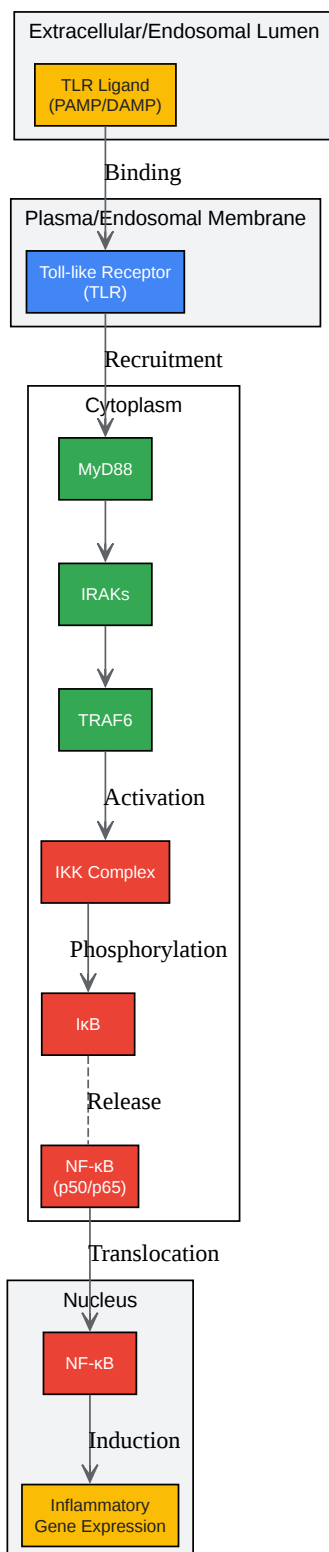 Extracellular/Endosomal Lumen
TLR Ligand
(PAMP/DAMP)
Binding
Plasma/Endosomal Membrane
Toll-like Receptor
(TLR)
Recruitment
Cytoplasm
MyD88
IRAKs
TRAF6
Activation
IKK Complex
Phosphorylation
IκB
Release
NF-κB
(p50/p65)
Translocation
Nucleus
NF-κB
Induction
Inflammatory
Gene Expression